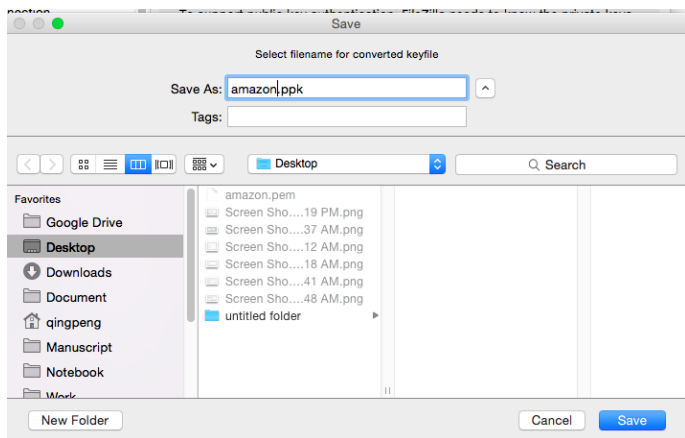 Save
Select filename for converted keyfile
Save As: amazon.ppk
Tags:
Desktop
Search
Favorites
Google Drive
Desktop
Downloads
Document
qingpeng
Manuscript
Notebook
Work
amazon.pem
Screen Sho....19 PM.png
Screen Sho....37 AM.png
Screen Sho....12 AM.png
Screen Sho....18 AM.png
Screen Sho....41 AM.png
Screen Sho....48 AM.png
untitled folder
New Folder
Cancel
Save